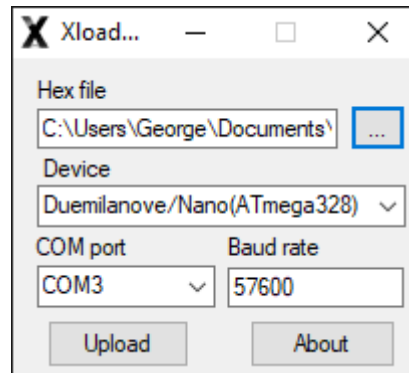 Xload...
Hex file
C:\Users\George\Documents\
...
Device
Duemilanove/Nano(ATmega328)
COM port Baud rate
COM3 57600
Upload About